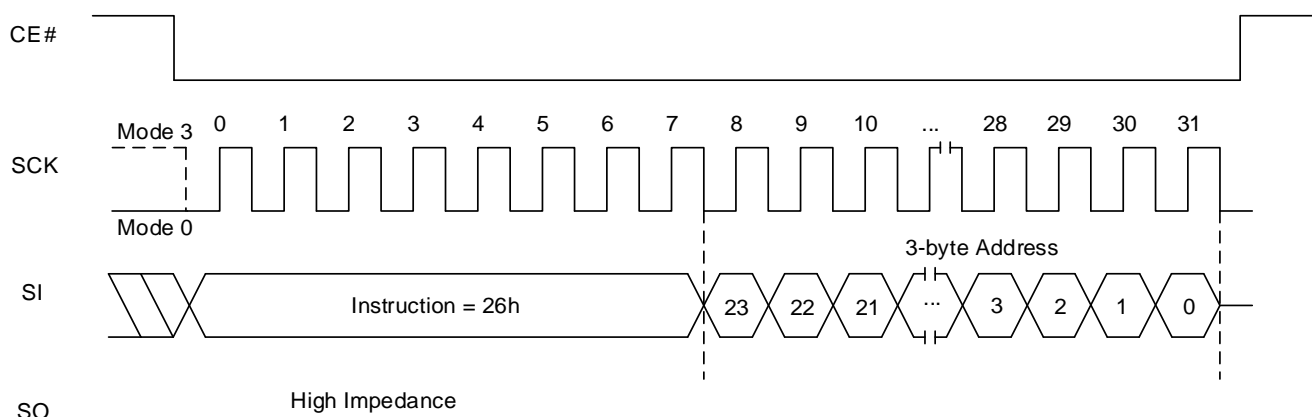 CE#
Mode 3
0 1 2 3 4 5 6 7 8 9 10 ... 28 29 30 31
SCK
Mode 0
3-byte Address
SI
Instruction = 26h
23 22 21 ... 3 2 1 0
High Impedance
SO